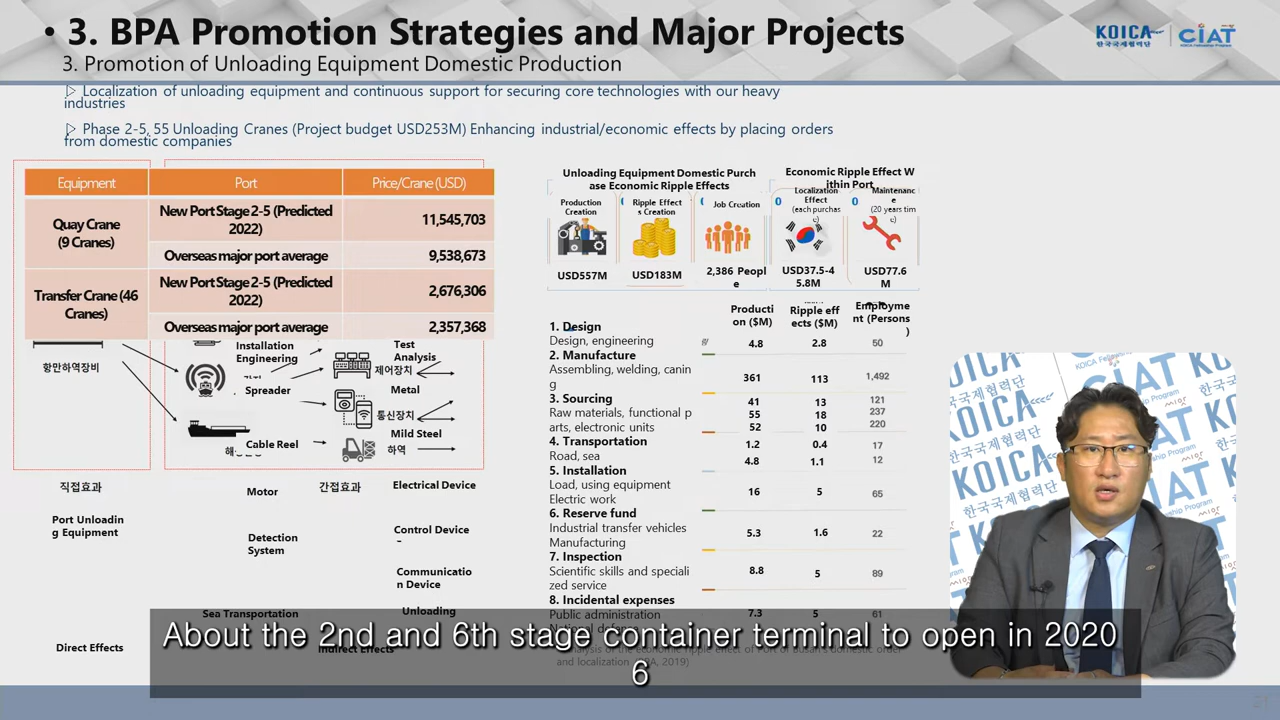 • 3. BPA Promotion Strategies and Major Projects
3. Promotion of Unloading Equipment Domestic Production
KOICA
한국국제협력단
CIAT
KOICA Fellowship Program
▷ Localization of unloading equipment and continuous support for securing core technologies with our heavy
industries
▷ Phase 2-5, 55 Unloading Cranes (Project budget USD253M) Enhancing industrial/economic effects by placing orders
from domestic companies
Equipment Port Price/Crane (USD)
Quay Crane
(9 Cranes)
New Port Stage 2-5 (Predicted
2022)
11,545,703
Overseas major port average 9,538,673
Transfer Crane (46
Cranes)
New Port Stage 2-5 (Predicted
2022)
2,676,306
Overseas major port average 2,357,368
항만하역장비
Installation
Engineering
Test
Analysis
제어장치
Spreader
Metal
통신장치
Mild Steel
Cable Reel
하역
직접효과
Motor
간접효과
Electrical Device
Port Unloadin
g Equipment
Detection
System
Control Device
Communicatio
n Device
Sea Transportation
Unloading
Direct Effects
Indirect Effects
Unloading Equipment Domestic Purch
ase Economic Ripple Effects
Economic Ripple Effect W
ithin Port
Production
Creation
Ripple Effect
s Creation
Job Creation
Localization
Effect
(each purchas
e)
Maintenanc
e
(20 years tim
e)
USD557M
USD183M
2,386 Peopl
e
USD37.5-4
5.8M
USD77.6
M
Producti
on ($M)
Ripple eff
ects ($M)
Employme
nt (Persons
)
1. Design
Design, engineering
4.8 2.8 50
2. Manufacture
Assembling, welding, canin
g
361 113 1,492
3. Sourcing
Raw materials, functional p
arts, electronic units
41 13 121
55 18 237
52 10 220
4. Transportation
Road, sea
1.2 0.4 17
4.8 1.1 12
5. Installation
Load, using equipment
Electric work
16 5 65
6. Reserve fund
Industrial transfer vehicles
Manufacturing
5.3 1.6 22
7. Inspection
Scientific skills and speciali
zed service
8.8 5 89
8. Incidental expenses
Public administration
7.3 5 61
and localization
2019)
About the 2nd and 6th stage container terminal to open in 2020
6